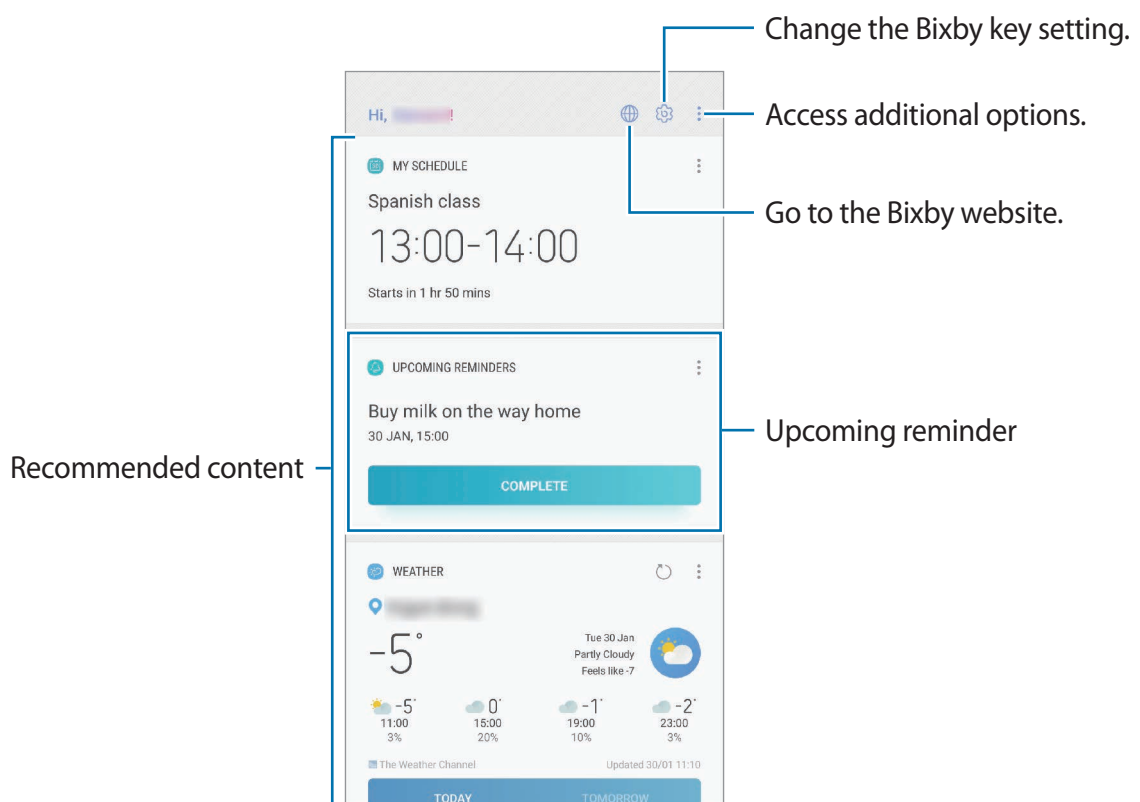 Change the Bixby key setting.
Hi, !
Access additional options.
MY SCHEDULE
Spanish class
Go to the Bixby website.
13:00-14:00
Starts in 1 hr 50 mins
UPCOMING REMINDERS
Buy milk on the way home
30 JAN, 15:00
Upcoming reminder
Recommended content
COMPLETE
WEATHER
-5°
Tue 30 Jan
Partly Cloudy
Feels like -7
-5° 0° -1° -2°
11:00 15:00 19:00 23:00
3% 20% 10% 3%
The Weather Channel Updated 30/01 11:10
TODAY TOMORROW